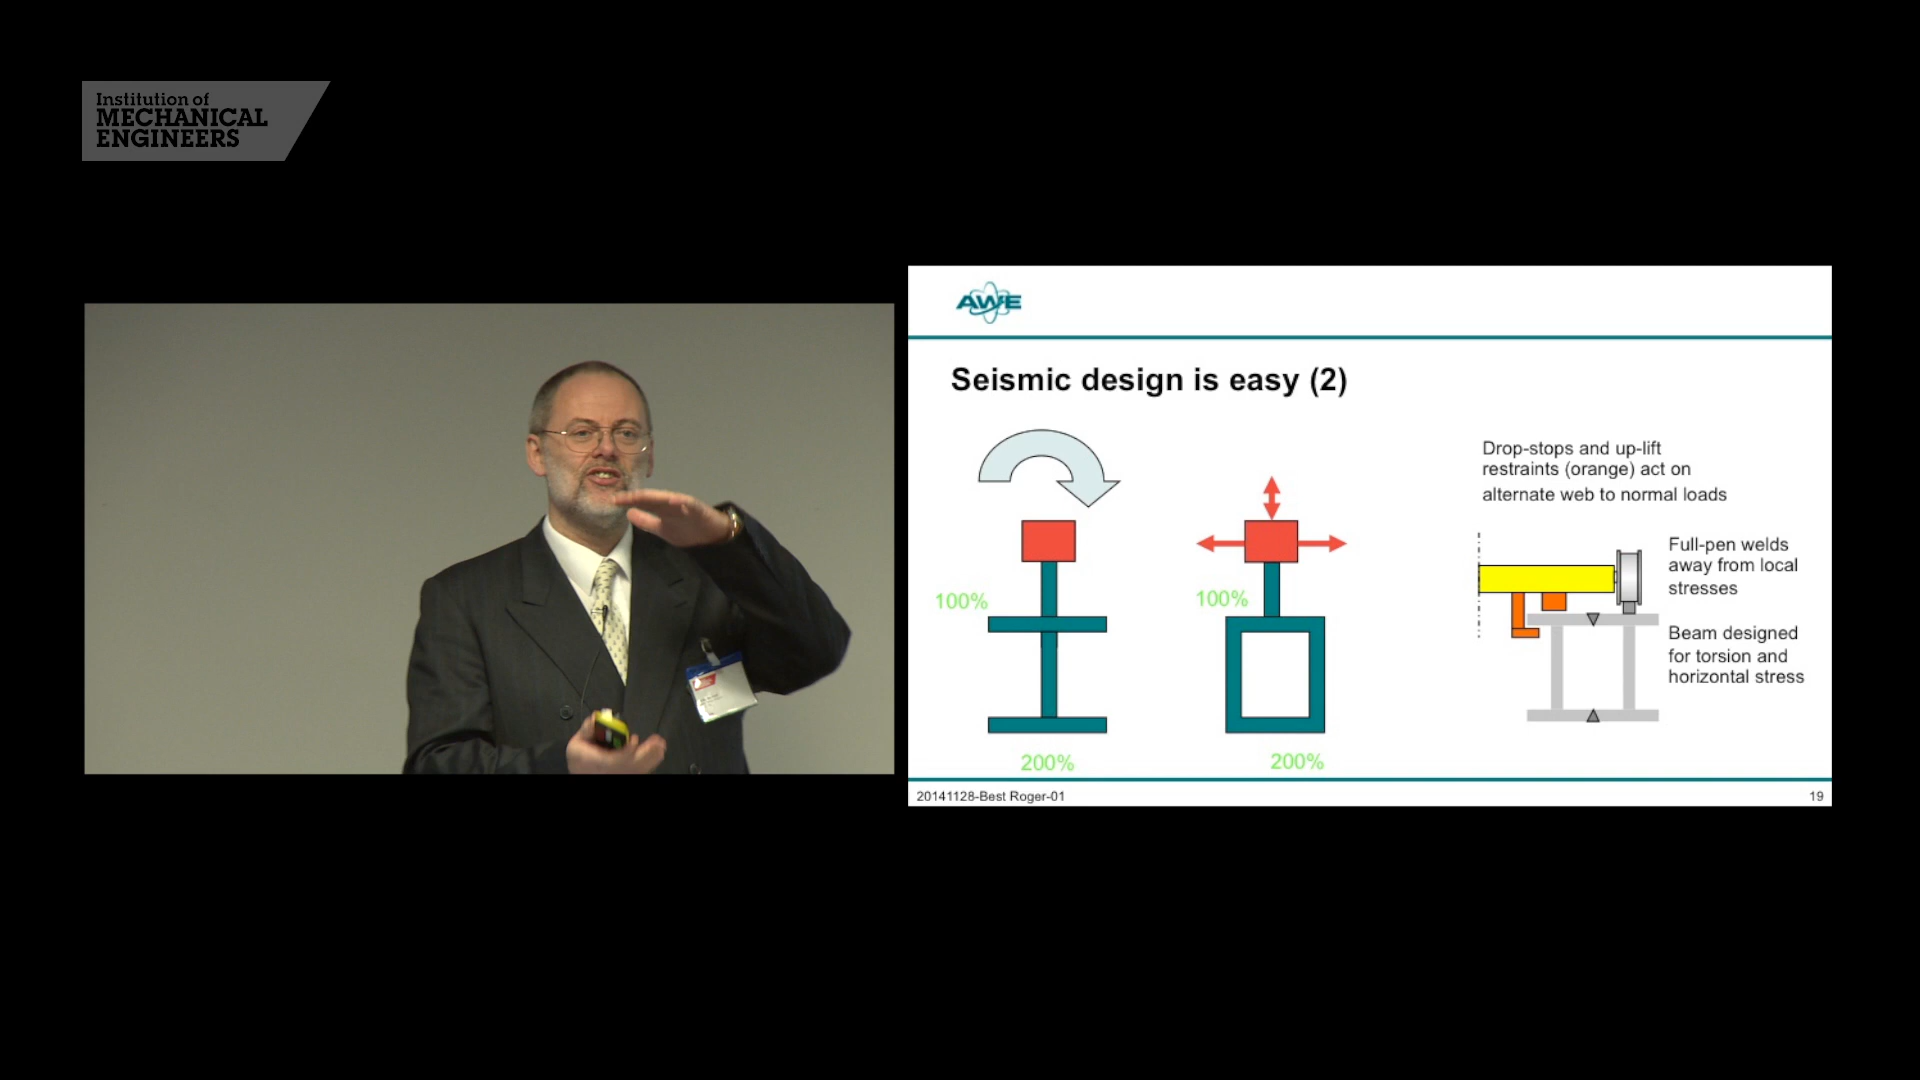 Institution of
MECHANICAL
ENGINEERS
AWE
Seismic design is easy (2)
Drop-stops and up-lift
restraints (orange) act on
alternate web to normal loads
Full-pen welds
away from local
stresses
100%
100%
Beam designed
for torsion and
horizontal stress
200%
200%
20141128-Best Roger-01
19